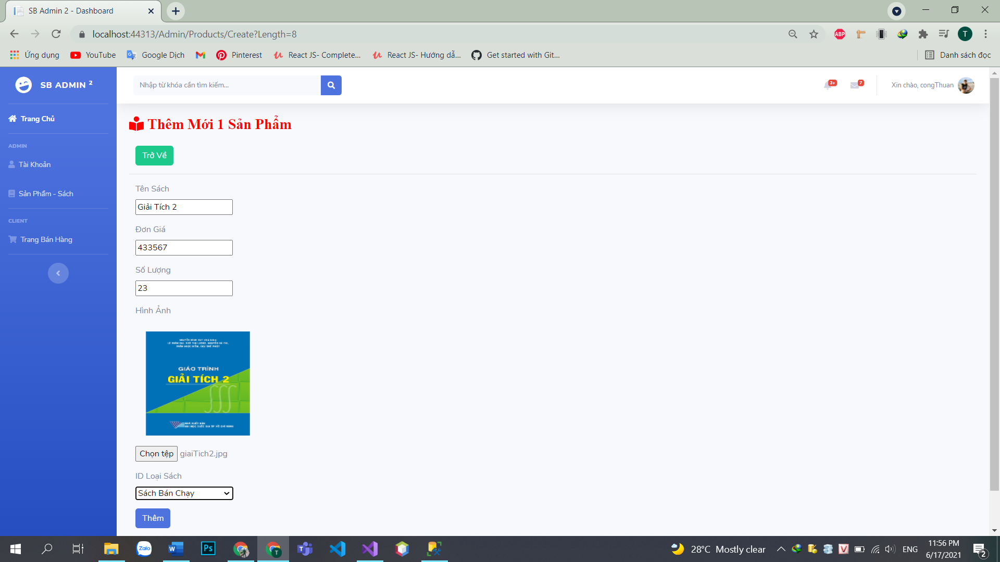 SB Admin 2 - Dashboard
localhost:44313/Admin/Products/Create?Length=8
ABP
T
Ứng dụng
YouTube
Google Dịch
Pinterest
React JS- Complete...
React JS- Hướng dẫ...
Get started with Git...
Danh sách đọc
SB ADMIN 2
Nhập từ khóa cần tìm kiếm...
3+
7
Xin chào, congThuan
Trang Chủ
ADMIN
Tài Khoản
Sản Phẩm - Sách
CLIENT
Trang Bán Hàng
Thêm Mới 1 Sản Phẩm
Trở Về
Tên Sách
Giải Tích 2
Đơn Giá
433567
Số Lượng
23
Hình Ảnh
GIÁO TRÌNH
GIẢI TÍCH 2
Chọn tệp giaiTich2.jpg
ID Loại Sách
Sách Bán Chạy
Thêm
Zalo
Ps
28°C Mostly clear
ENG
11:56 PM
6/17/2021
2